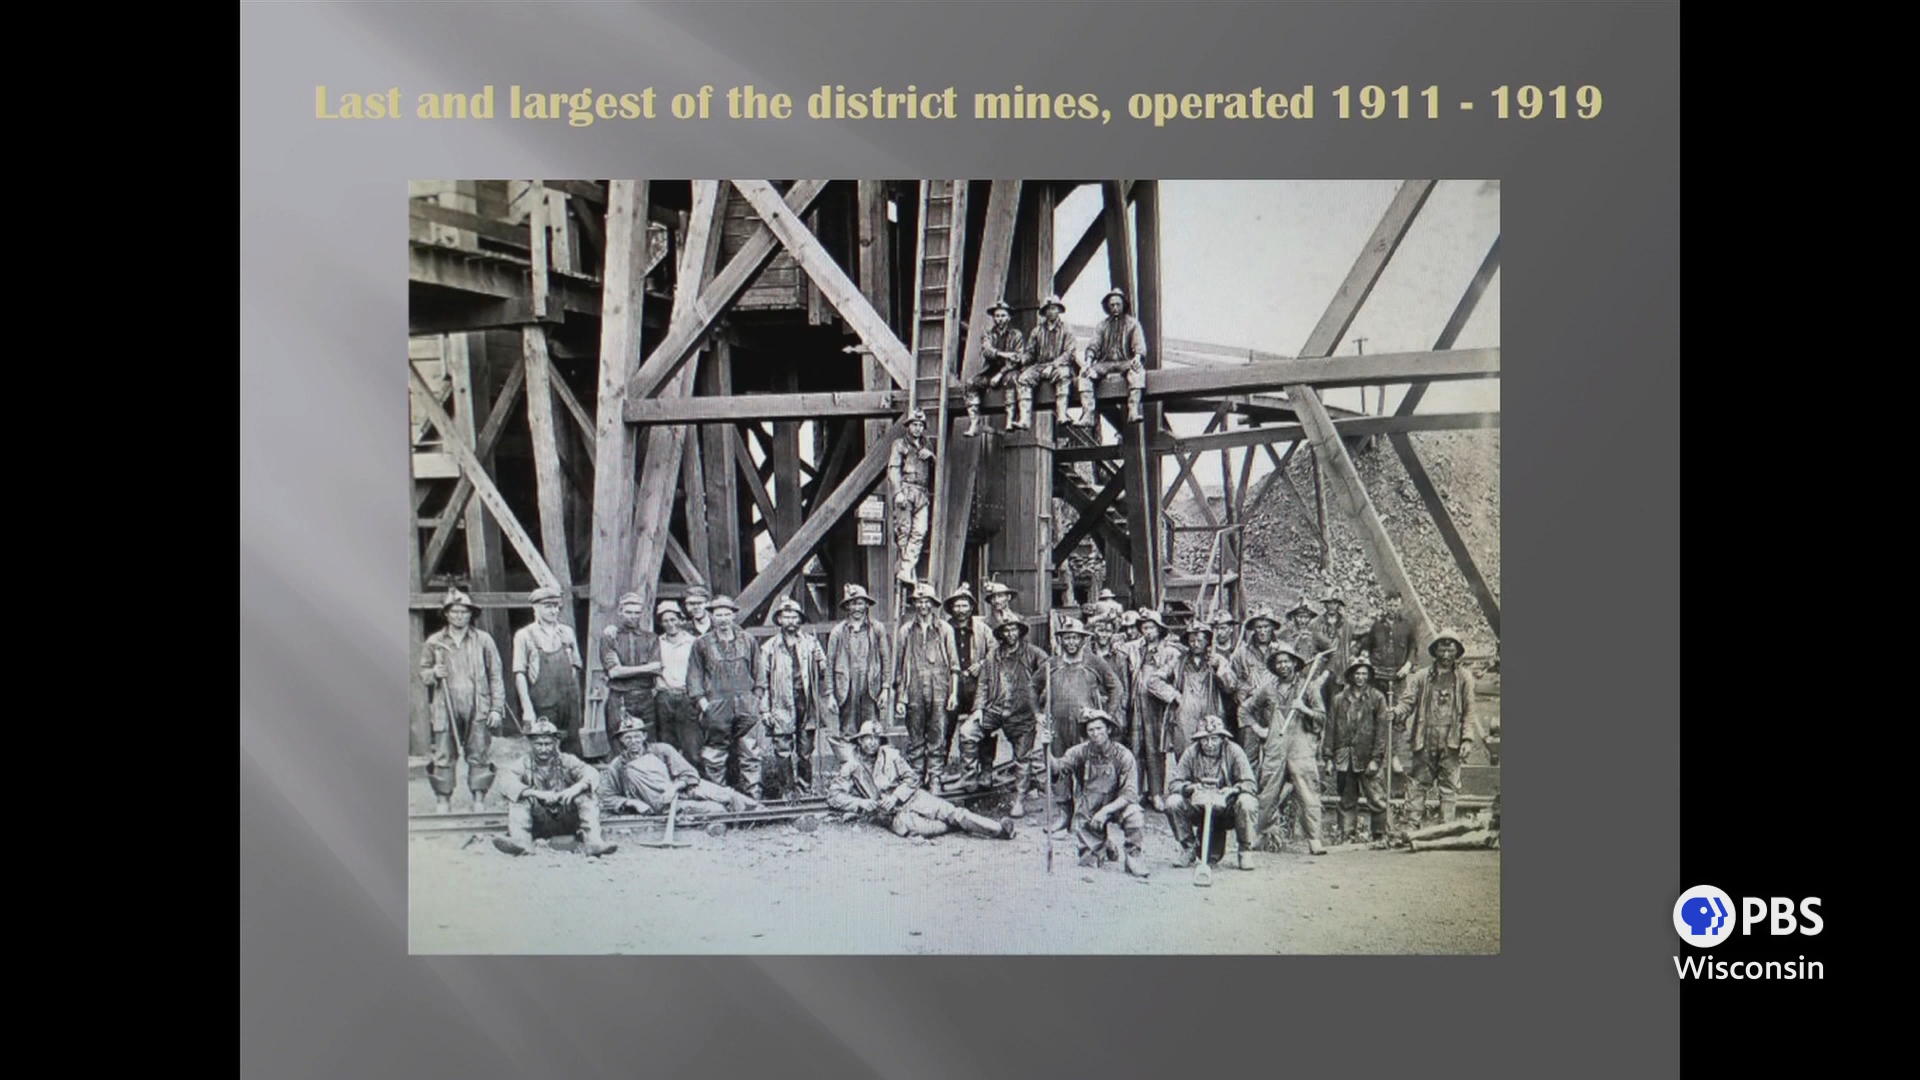 Last and largest of the district mines, operated 1911 - 1919
PBS
Wisconsin